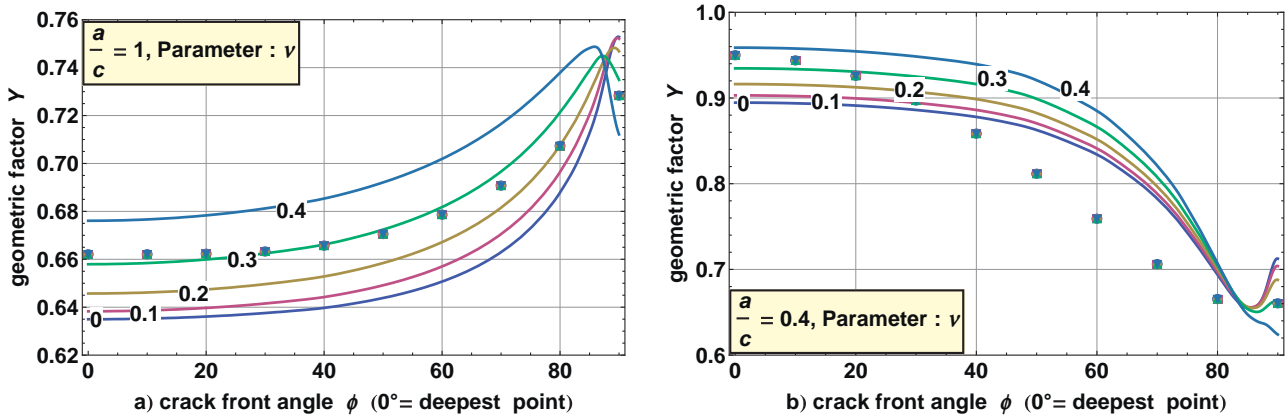 0.76
0.74
0.72
0.70
0.68
0.66
0.64
0.62
geometric factor Y
a/c = 1, Parameter : ν
0.4
0.3
0.2
0.1
0
0 20 40 60 80
a) crack front angle ϕ (0°= deepest point)
1.0
0.9
0.8
0.7
0.6
geometric factor Y
0.4
0.3
0.2
0.1
0
a/c = 0.4, Parameter : ν
0 20 40 60 80
b) crack front angle ϕ (0°= deepest point)